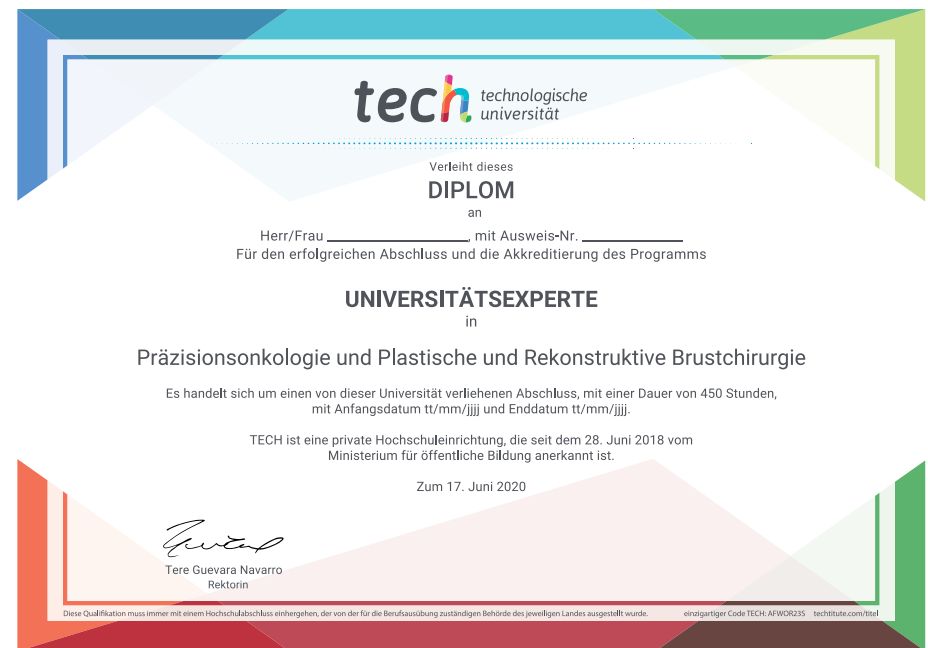 tech technologische
universität
Verleiht dieses
DIPLOM
an
Herr/Frau ____________________, mit Ausweis-Nr. ______________
Für den erfolgreichen Abschluss und die Akkreditierung des Programms
UNIVERSITÄTSEXPERTE
in
Präzisionsonkologie und Plastische und Rekonstruktive Brustchirurgie
Es handelt sich um einen von dieser Universität verliehenen Abschluss, mit einer Dauer von 450 Stunden,
mit Anfangsdatum tt/mm/jjjj und Enddatum tt/mm/jjjj.
TECH ist eine private Hochschuleinrichtung, die seit dem 28. Juni 2018 vom
Ministerium für öffentliche Bildung anerkannt ist.
Zum 17. Juni 2020
Tere Guevara Navarro
Rektorin
Diese Qualifikation muss immer mit einem Hochschulabschluss einhergehen, der von der für die Berufsausübung zuständigen Behörde des jeweiligen Landes ausgestellt wurde. einzigartiger Code TECH: AFWOR23S techtitute.com/titel